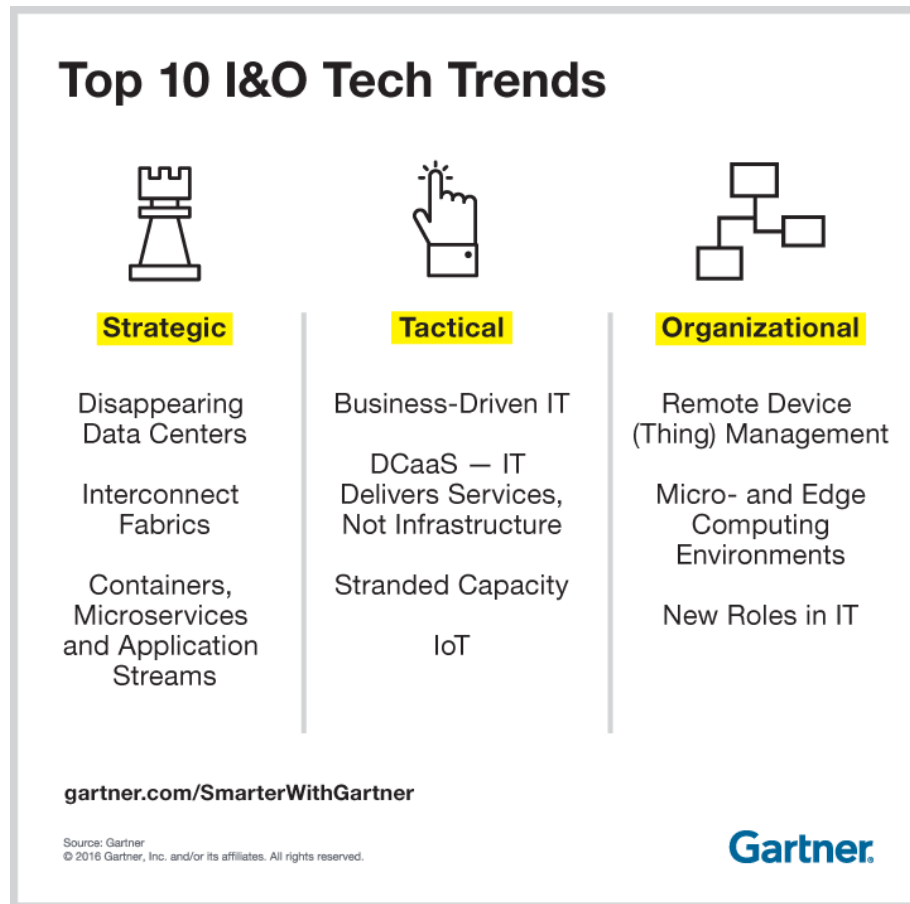 Top 10 I&O Tech Trends
Strategic
Disappearing
Data Centers
Interconnect
Fabrics
Containers,
Microservices
and Application
Streams
Tactical
Business-Driven IT
DCaaS — IT
Delivers Services,
Not Infrastructure
Stranded Capacity
IoT
Organizational
Remote Device
(Thing) Management
Micro- and Edge
Computing
Environments
New Roles in IT
gartner.com/SmarterWithGartner
Source: Gartner
© 2016 Gartner, Inc. and/or its affiliates. All rights reserved.
Gartner®